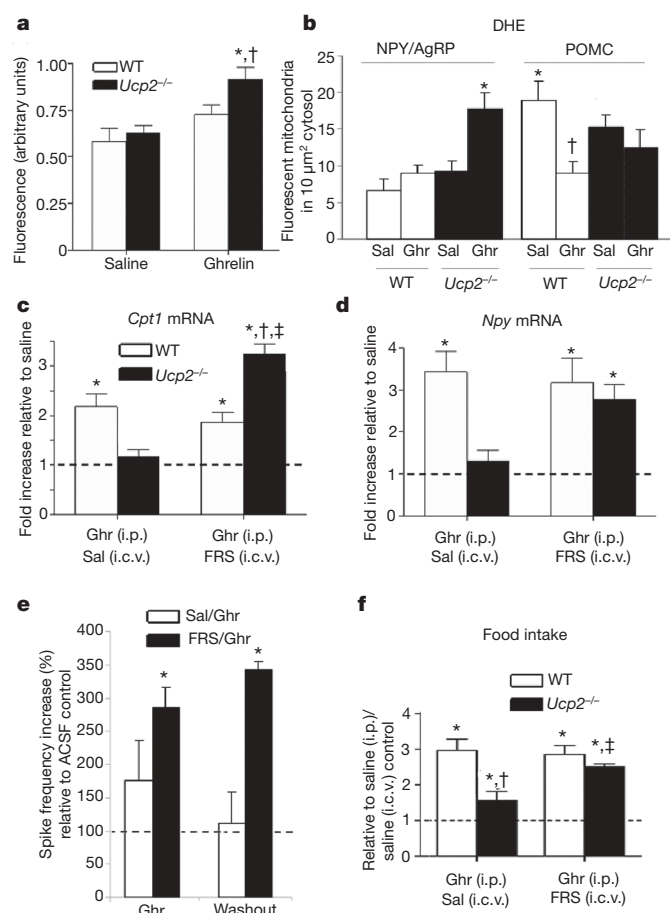 a
WT
Ucp2–/–
*,†
Fluorescence (arbitrary units)
1.00
0.75
0.50
0.25
0
Saline
Ghrelin
b
DHE
NPY/AgRP
POMC
Fluorescent mitochondria
in 10 μm² cytosol
25
20
15
10
5
0
*
*
†
Sal Ghr Sal Ghr
Sal Ghr Sal Ghr
WT
Ucp2–/–
WT
Ucp2–/–
c
Cpt1 mRNA
WT
Ucp2–/–
*,†,‡
*
*
Fold increase relative to saline
3
2
1
0
Ghr (i.p.)
Sal (i.c.v.)
Ghr (i.p.)
FRS (i.c.v.)
d
Npy mRNA
Fold increase relative to saline
4
3
2
1
0
*
*
*
Ghr (i.p.)
Sal (i.c.v.)
Ghr (i.p.)
FRS (i.c.v.)
e
Sal/Ghr
FRS/Ghr
Spike frequency increase (%)
relative to ACSF control
400
350
300
250
200
150
100
50
0
*
*
Ghr
Washout
f
Food intake
WT
Ucp2–/–
Relative to saline (i.p.)/
saline (i.c.v.) control
4
3
2
1
0
*
*,†
*
*,‡
Ghr (i.p.)
Sal (i.c.v.)
Ghr (i.p.)
FRS (i.c.v.)